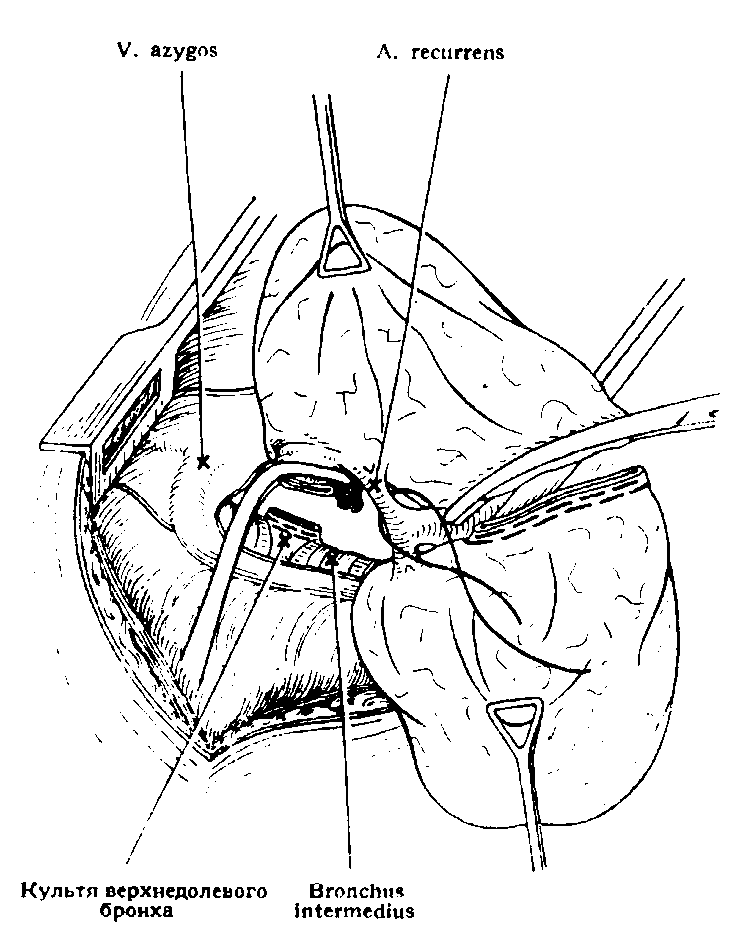 V. azygos
A. recurrens
Культя верхнедолевого
бронха
Bronchus
intermedius